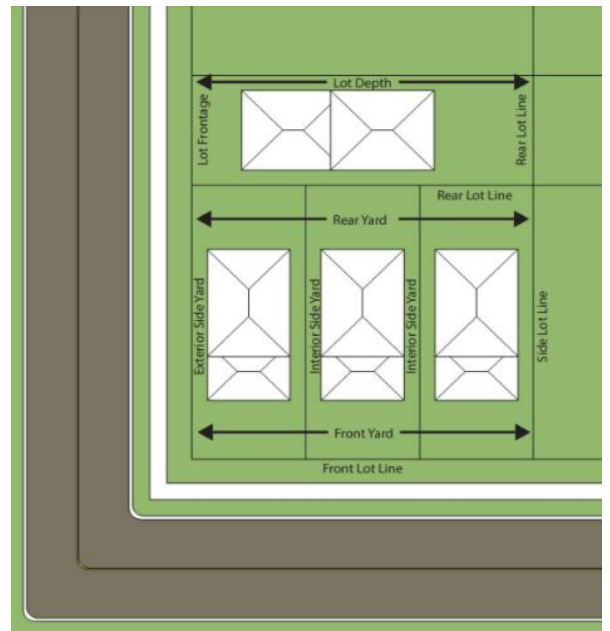 Lot Depth
Lot Frontage
Rear Lot Line
Rear Lot Line
Rear Yard
Exterior Side Yard
Interior Side Yard
Interior Side Yard
Side Lot Line
Front Yard
Front Lot Line